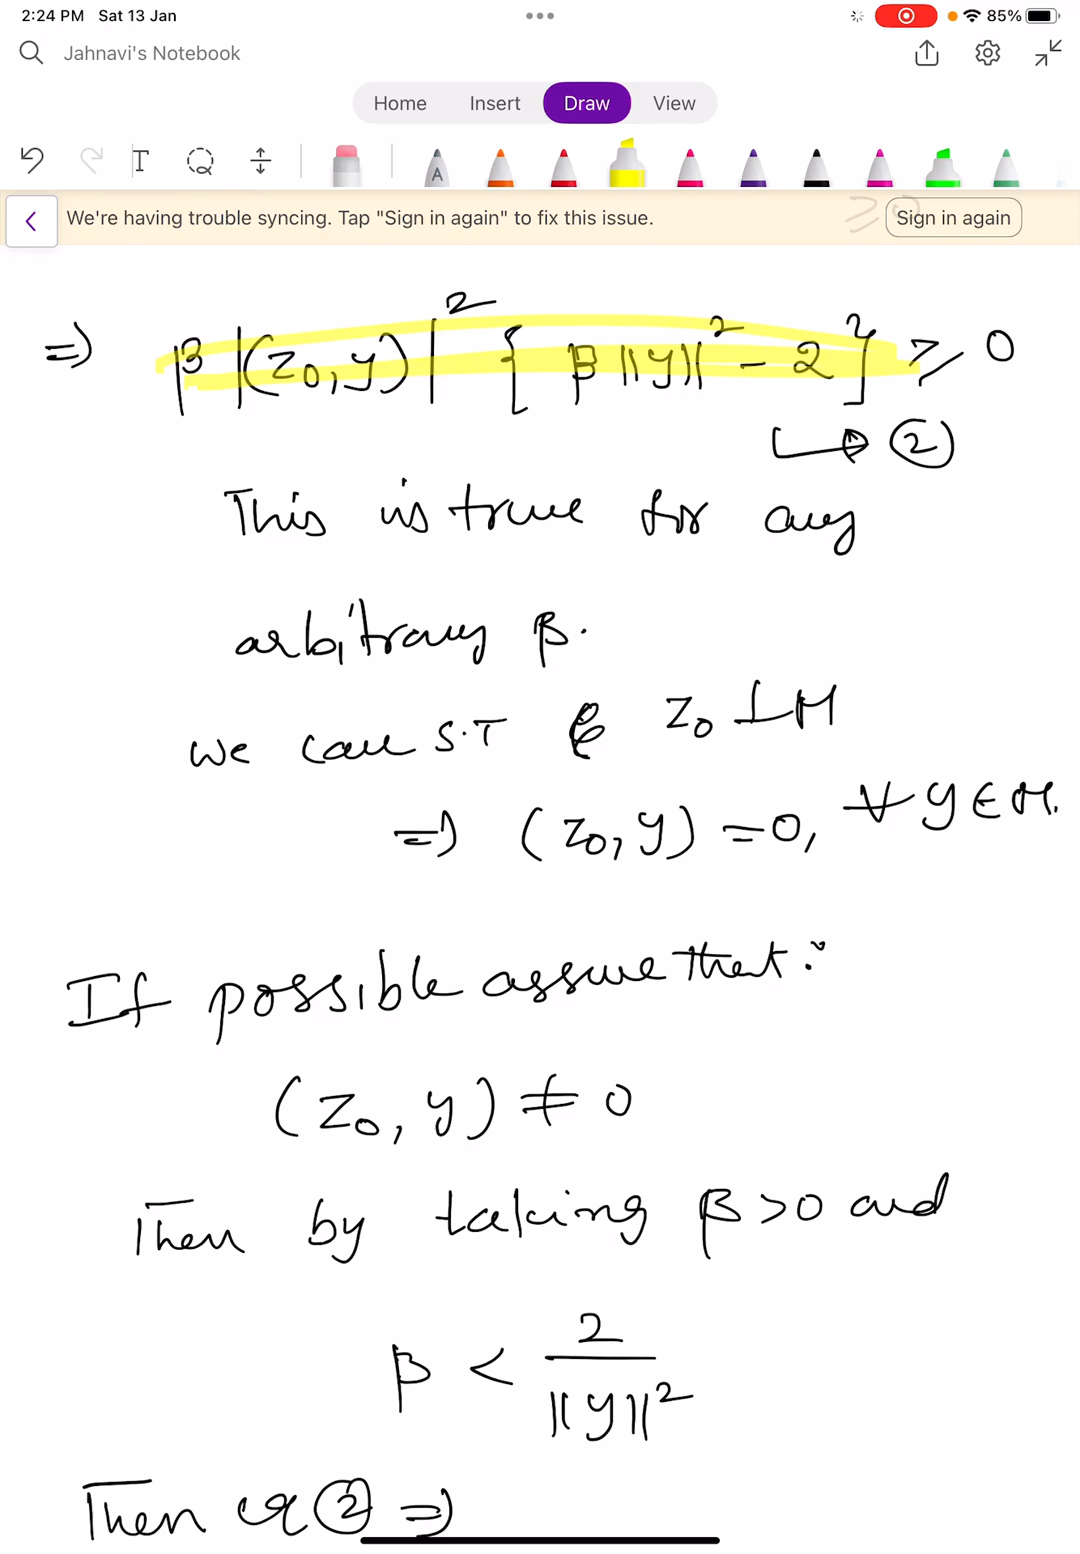 2:24 PM Sat 13 Jan 85%
Jahnavi's Notebook
Home Insert Draw View
T A
We're having trouble syncing. Tap "Sign in again" to fix this issue. Sign in again
⇒ β |(z₀, y)|² { β ||y||² - 2 } ≥ 0
↳ ②
This is true for any
arbitrary β.
we can S.T z₀ ⊥ M
⇒ (z₀, y) = 0, ∀ y ∈ M.
If possible assume that :
(z₀, y) ≠ 0
Then by taking β > 0 and
β < 2 / ||y||²
Then eq ② ⇒